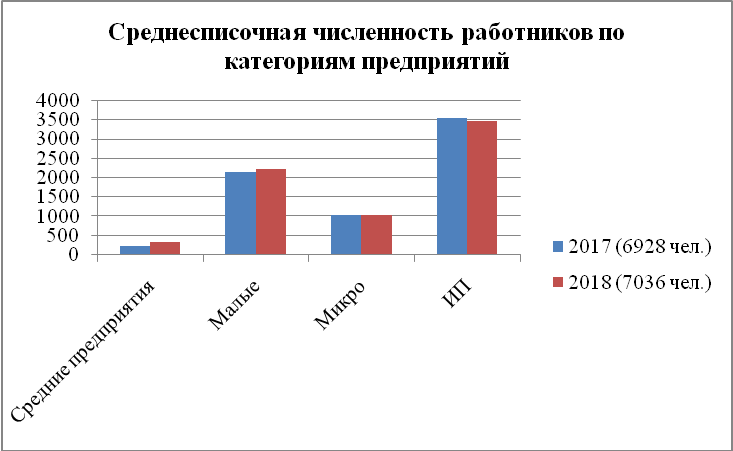 Среднесписочная численность работников по
категориям предприятий
4000
3500
3000
2500
2000
1500
1000
500
0
Средние предприятия
Малые
Микро
ИП
2017 (6928 чел.)
2018 (7036 чел.)